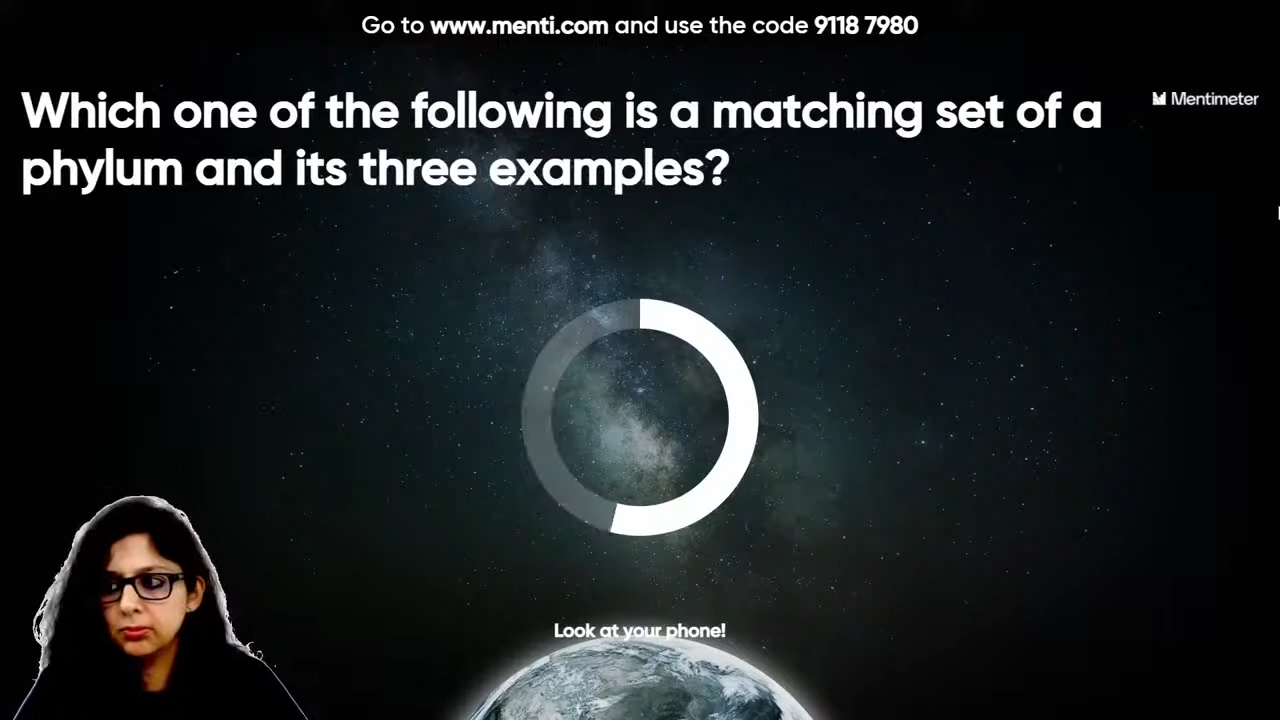 Go to www.menti.com and use the code 9118 7980
Which one of the following is a matching set of a
phylum and its three examples?
Mentimeter
Look at your phone!